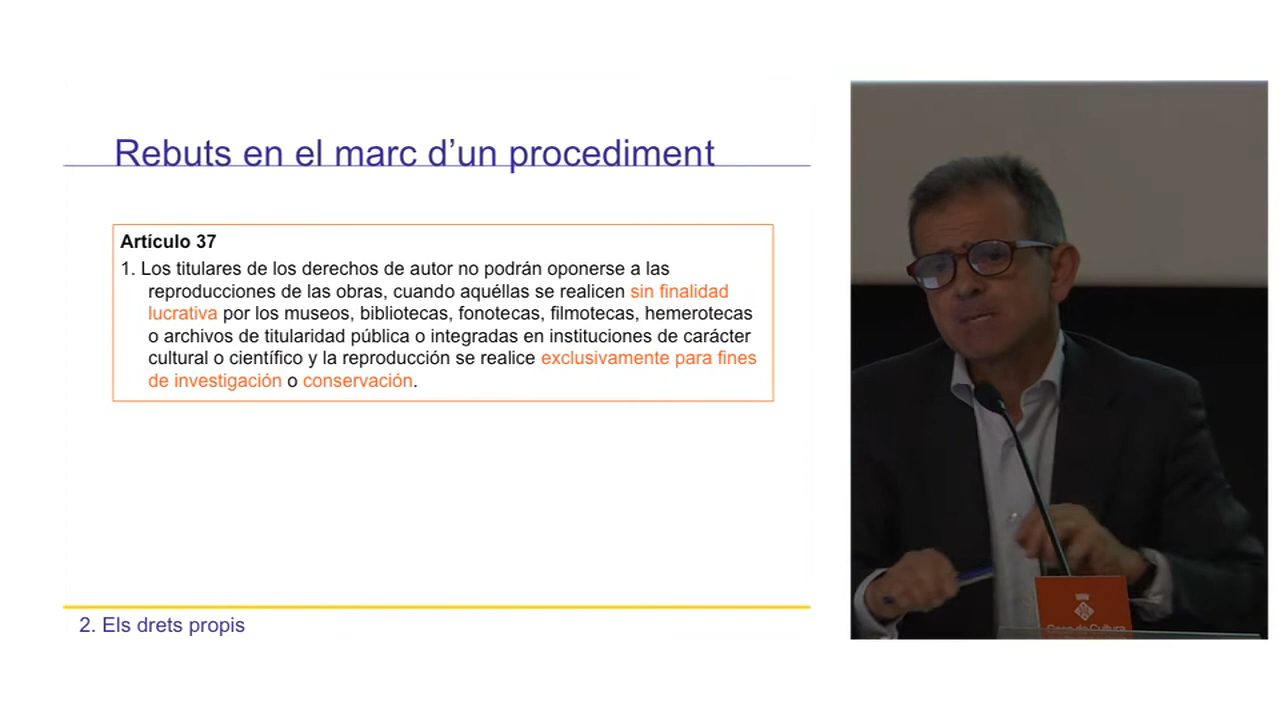 Rebuts en el marc d'un procediment
Artículo 37
1. Los titulares de los derechos de autor no podrán oponerse a las
reproducciones de las obras, cuando aquéllas se realicen sin finalidad
lucrativa por los museos, bibliotecas, fonotecas, filmotecas, hemerotecas
o archivos de titularidad pública o integradas en instituciones de carácter
cultural o científico y la reproducción se realice exclusivamente para fines
de investigación o conservación.
2. Els drets propis
Casa de Cultura